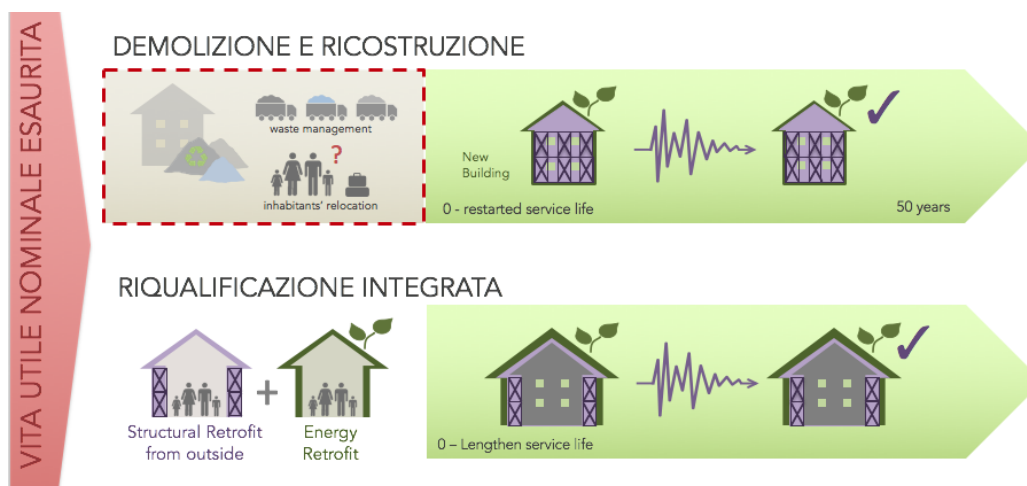 VITA UTILE NOMINALE ESAURITA
DEMOLIZIONE E RICOSTRUZIONE
waste management
?
inhabitants' relocation
New
Building
0 - restarted service life
50 years
RIQUALIFICAZIONE INTEGRATA
+
Structural Retrofit
from outside
Energy
Retrofit
0 – Lengthen service life